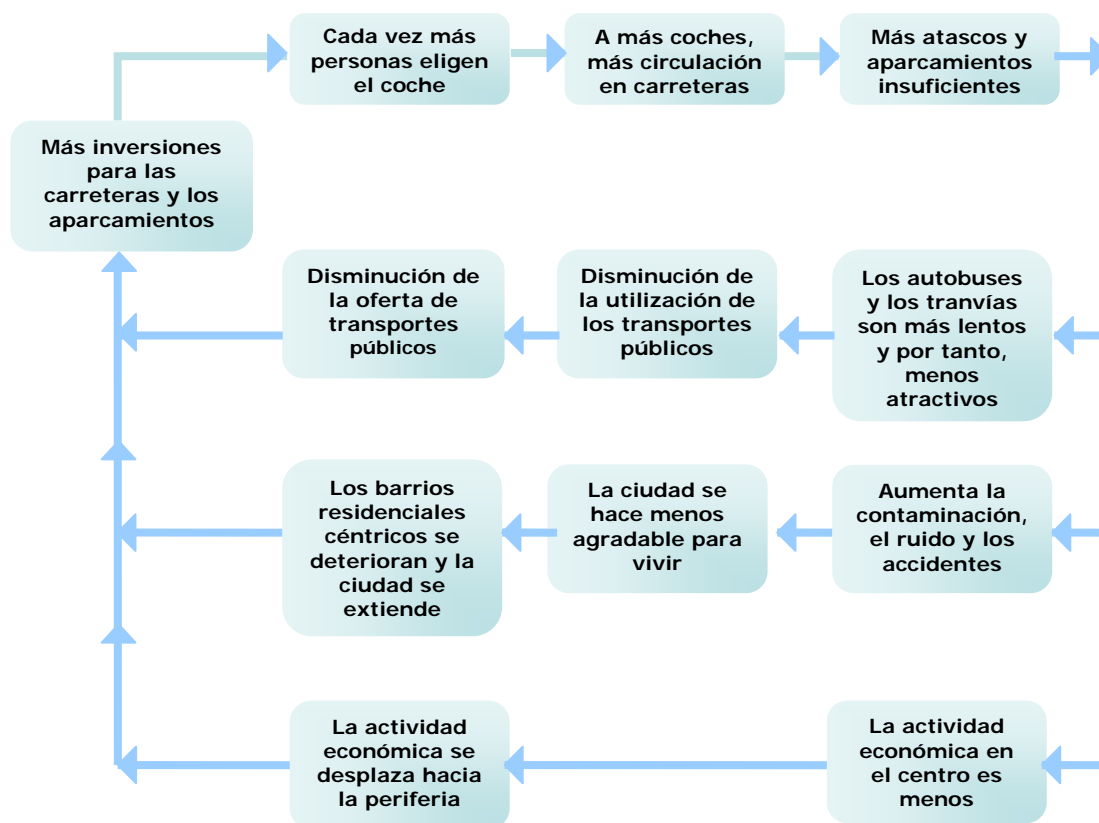 Cada vez más
personas eligen
el coche
A más coches,
más circulación
en carreteras
Más atascos y
aparcamientos
insuficientes
Más inversiones
para las
carreteras y los
aparcamientos
Disminución de
la oferta de
transportes
públicos
Disminución de
la utilización de
los transportes
públicos
Los autobuses
y los tranvías
son más lentos
y por tanto,
menos
atractivos
Los barrios
residenciales
céntricos se
deterioran y la
ciudad se
extiende
La ciudad se
hace menos
agradable para
vivir
Aumenta la
contaminación,
el ruido y los
accidentes
La actividad
económica se
desplaza hacia
la periferia
La actividad
económica en
el centro es
menos